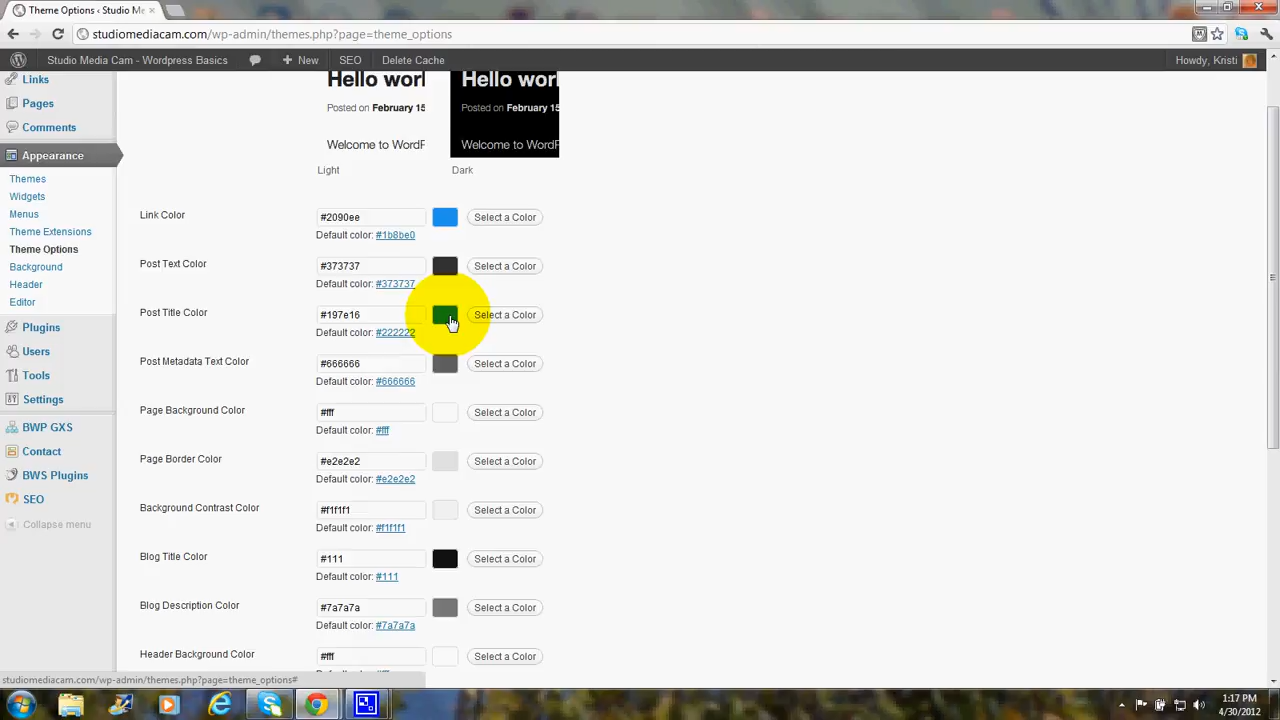 Theme Options ‹ Studio M
studiomediacam.com/wp-admin/themes.php?page=theme_options
Studio Media Cam - Wordpress Basics
New
SEO
Delete Cache
Howdy, Kristi
Links
Pages
Comments
Appearance
Themes
Widgets
Menus
Theme Extensions
Theme Options
Background
Header
Editor
Plugins
Users
Tools
Settings
BWP GXS
Contact
BWS Plugins
SEO
Collapse menu
Hello worl
Posted on February 15
Welcome to WordP
Light
Hello worl
Posted on February 15
Welcome to WordP
Dark
Link Color
#2090ee
Select a Color
Default color: #1b8be0
Post Text Color
#373737
Select a Color
Default color: #373737
Post Title Color
#197e16
Select a Color
Default color: #222222
Post Metadata Text Color
#666666
Select a Color
Default color: #666666
Page Background Color
#fff
Select a Color
Default color: #fff
Page Border Color
#e2e2e2
Select a Color
Default color: #e2e2e2
Background Contrast Color
#f1f1f1
Select a Color
Default color: #f1f1f1
Blog Title Color
#111
Select a Color
Default color: #111
Blog Description Color
#7a7a7a
Select a Color
Default color: #7a7a7a
Header Background Color
#fff
Select a Color
studiomediacam.com/wp-admin/themes.php?page=theme_options#
1:17 PM
4/30/2012